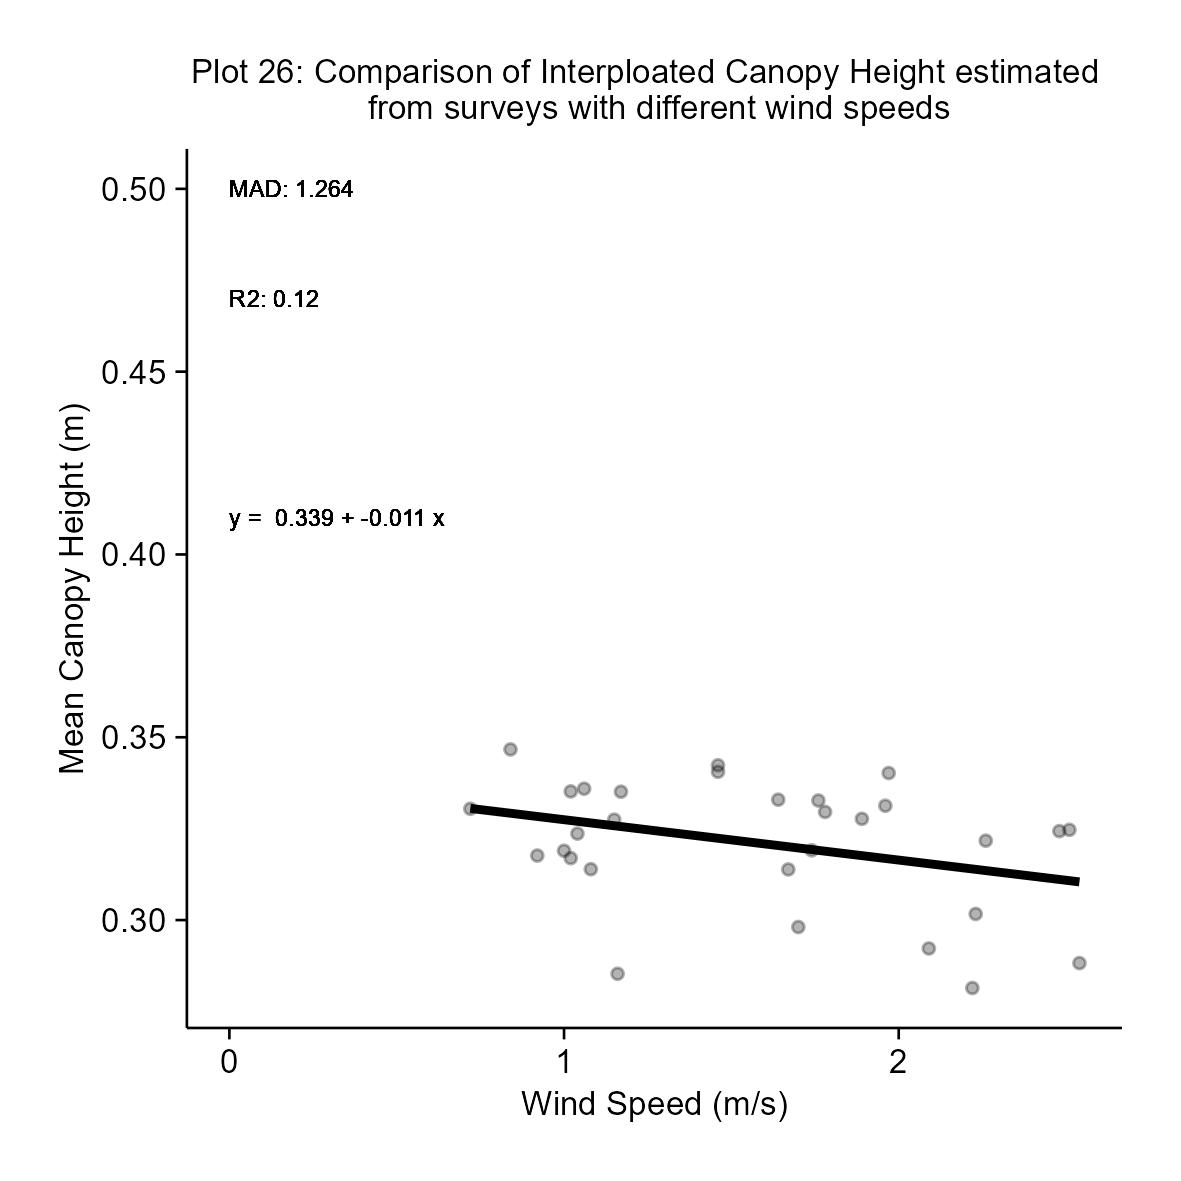 Plot 26: Comparison of Interploated Canopy Height estimated
from surveys with different wind speeds
MAD: 1.264
R2: 0.12
y =  0.339 + -0.011 x
Mean Canopy Height (m)
0.50
0.45
0.40
0.35
0.30
0
1
2
Wind Speed (m/s)